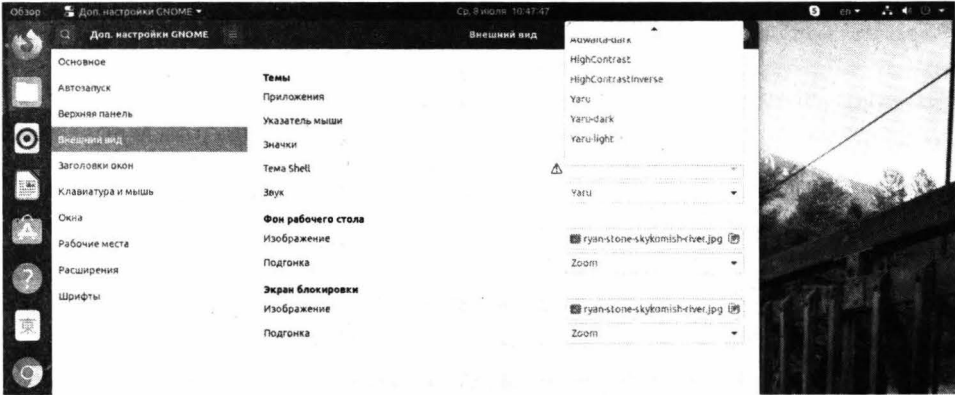 Обзор Доп. настройки GNOME Ср, 8 июля 10:47:47 en
Доп. настройки GNOME Внешний вид
Основное
Автозапуск
Верхняя панель
Внешний вид
Заголовки окон
Клавиатура и мышь
Окна
Рабочие места
Расширения
Шрифты
Темы
Приложения
Указатель мыши
Значки
Тема Shell
Звук Yaru
Adwaita-dark
HighContrast
HighContrastInverse
Yaru
Yaru-dark
Yaru-light
Фон рабочего стола
Изображение ryan-stone-skykomish-river.jpg
Подгонка Zoom
Экран блокировки
Изображение ryan-stone-skykomish-river.jpg
Подгонка Zoom